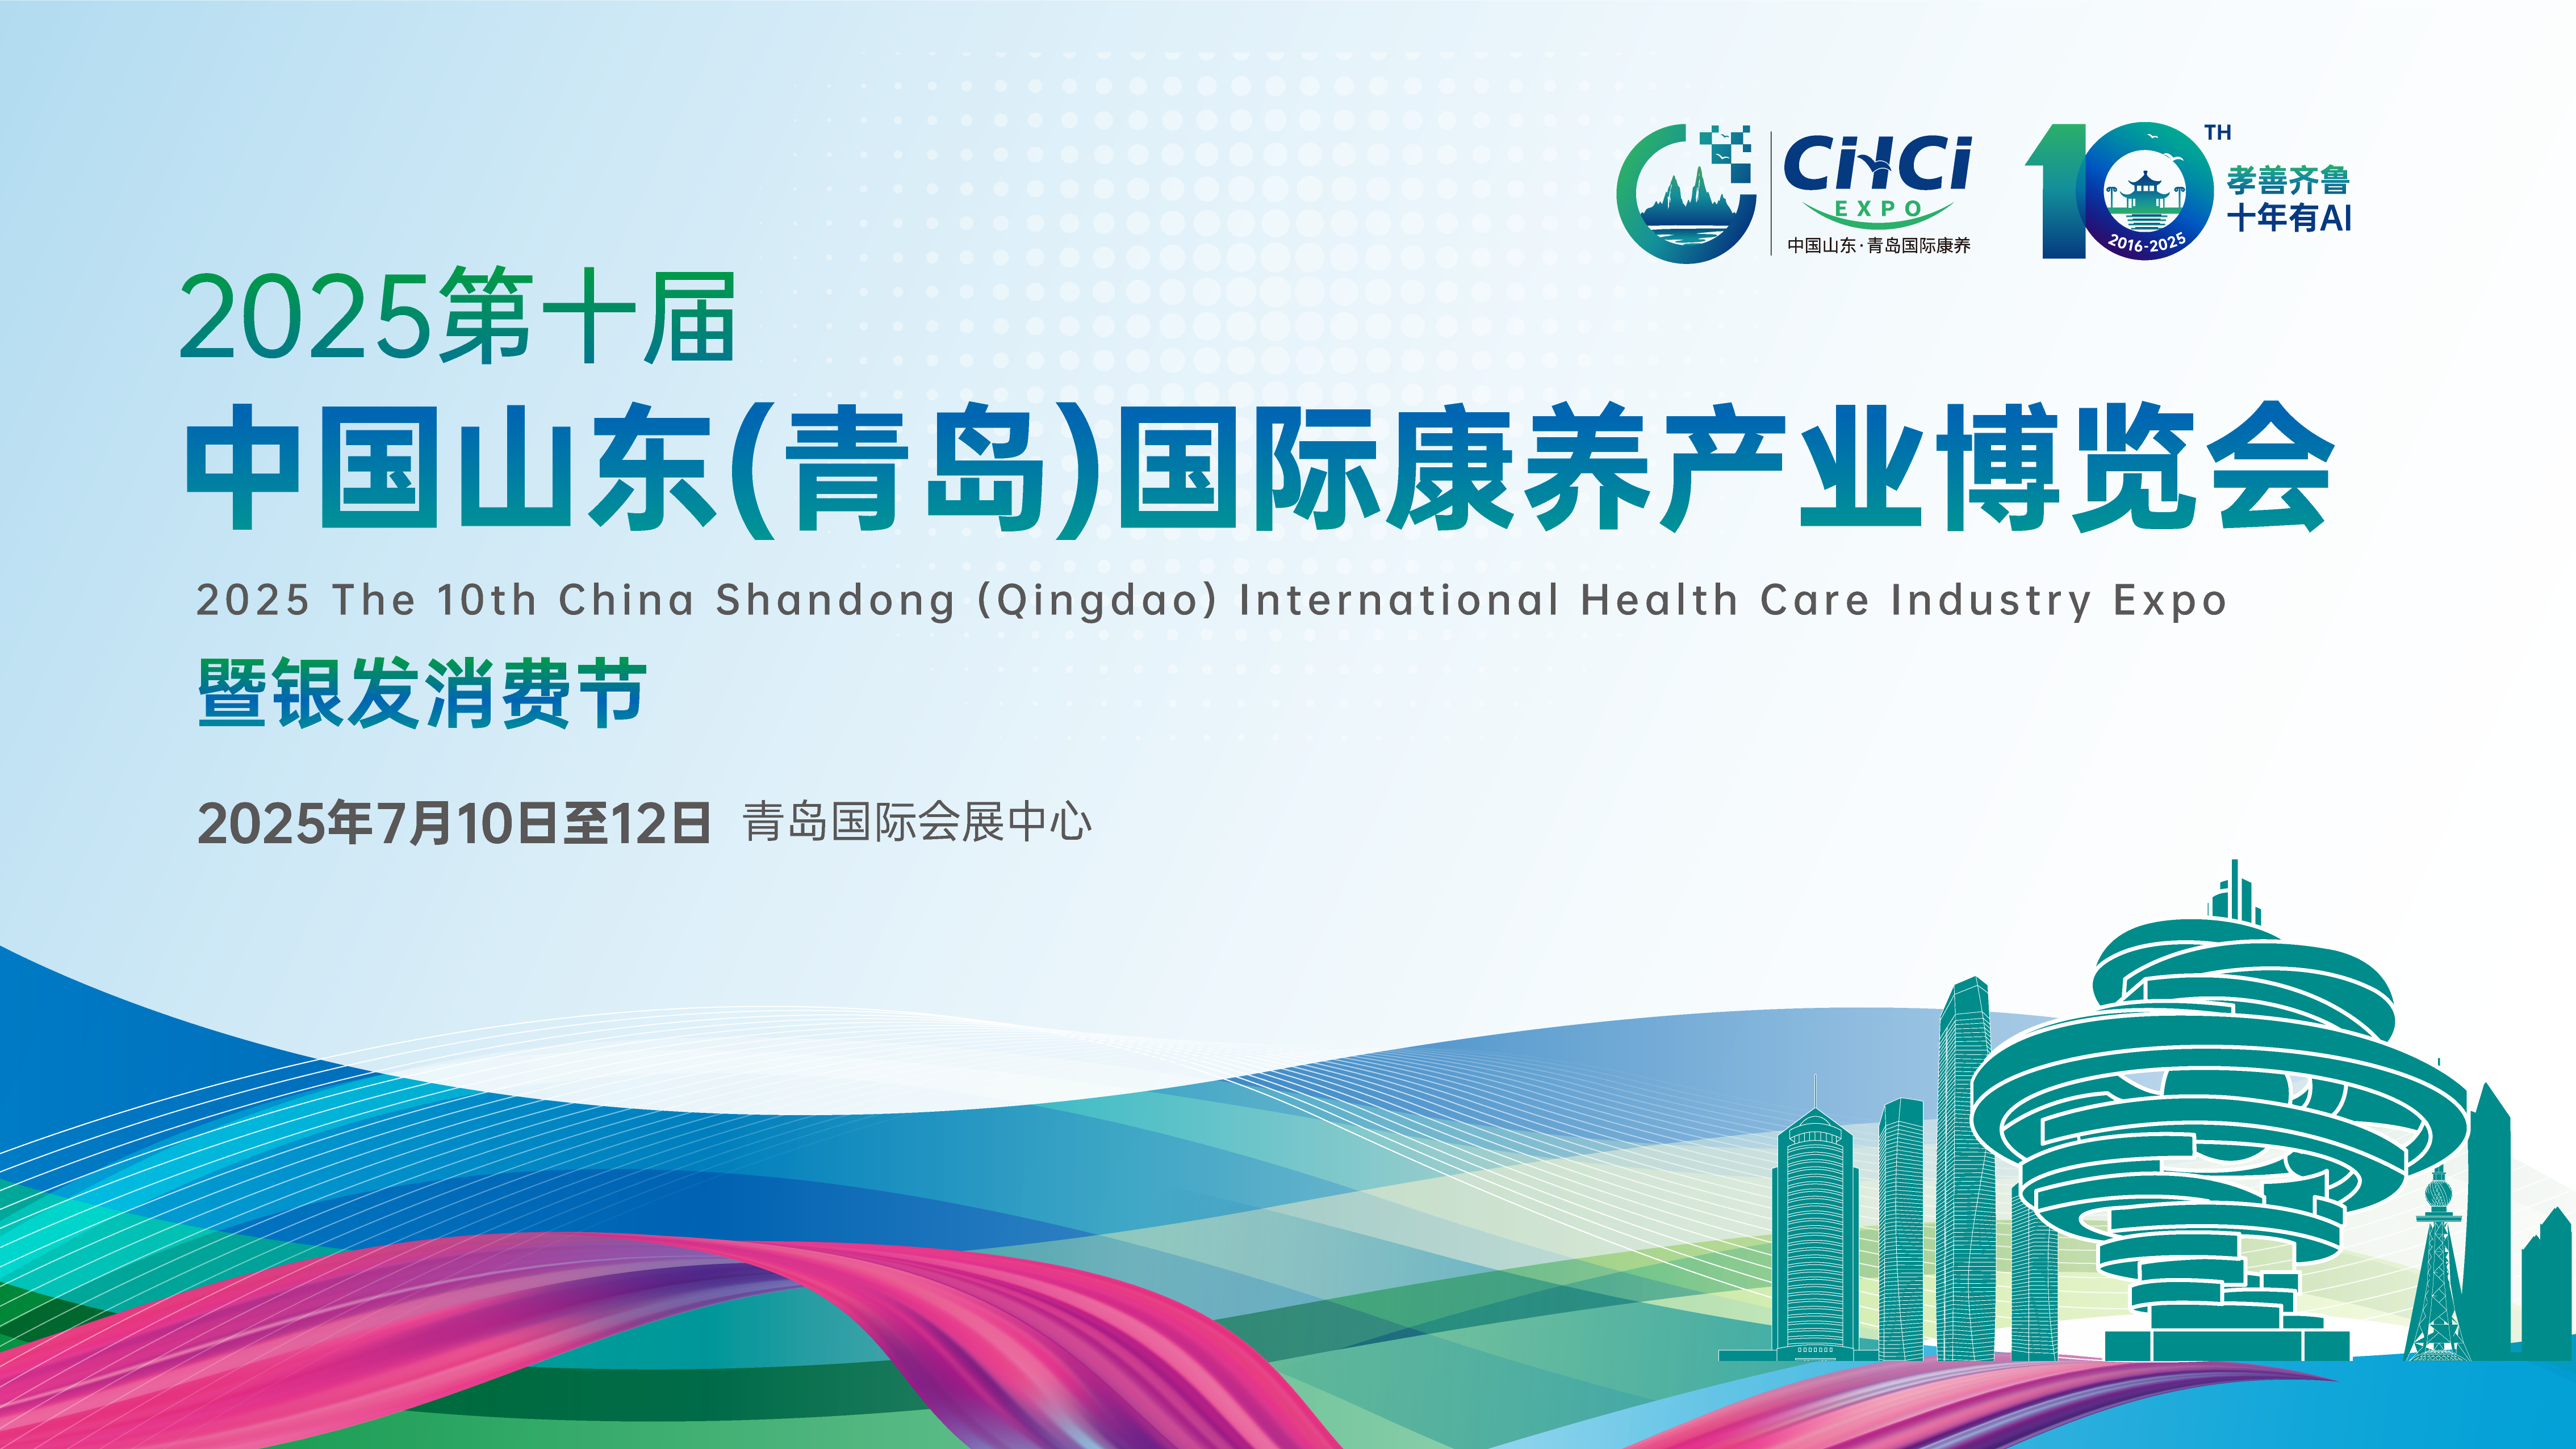 CiHCi
EXPO
中国山东·青岛国际康养
10TH
2016-2025
孝善齐鲁
十年有AI
2025第十届
中国山东(青岛)国际康养产业博览会
2025 The 10th China Shandong (Qingdao) International Health Care Industry Expo
暨银发消费节
2025年7月10日至12日 青岛国际会展中心